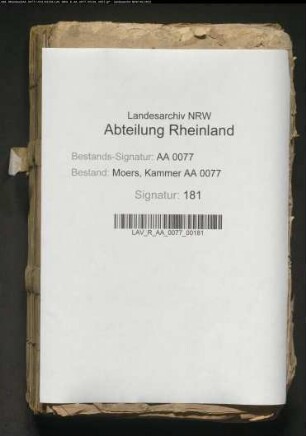 Landesarchiv NRW
Abteilung Rheinland
Bestands-Signatur: AA 0077
Bestand: Moers, Kammer AA 0077
Signatur: 181
LAV_R_AA_0077_00181